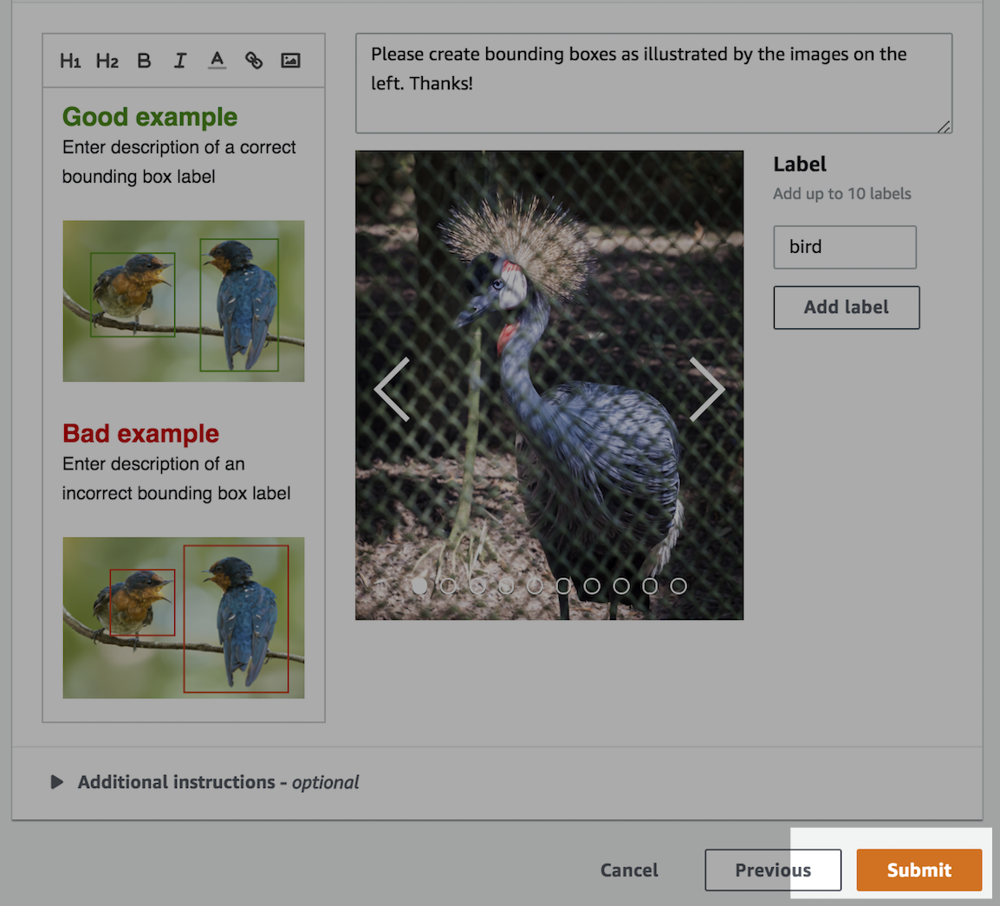 H1 H2 B I A
Good example
Enter description of a correct
bounding box label
Bad example
Enter description of an
incorrect bounding box label
Please create bounding boxes as illustrated by the images on the
left. Thanks!
Label
Add up to 10 labels
bird
Add label
Additional instructions - optional
Cancel
Previous
Submit